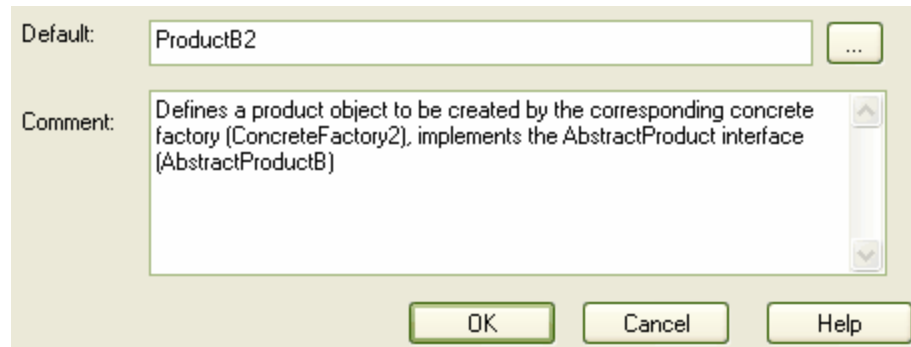 Default: ProductB2 ...
Comment: Defines a product object to be created by the corresponding concrete
factory (ConcreteFactory2), implements the AbstractProduct interface
(AbstractProductB)
OK Cancel Help